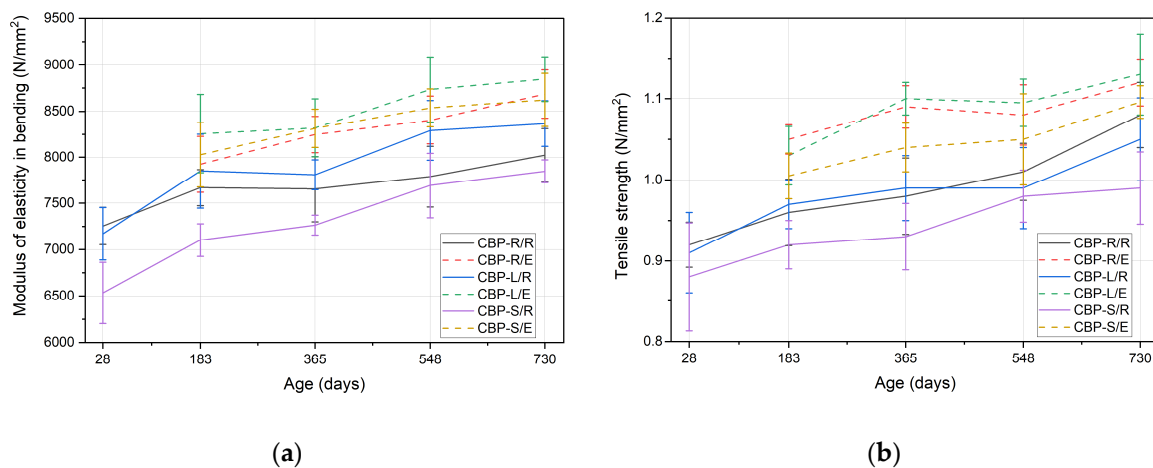 9500
9000
8500
8000
7500
7000
6500
6000
Modulus of elasticity in bending (N/mm²)
28
183
365
548
730
Age (days)
CBP-R/R
CBP-R/E
CBP-L/R
CBP-L/E
CBP-S/R
CBP-S/E
(a)
1.2
1.1
1.0
0.9
0.8
Tensile strength (N/mm²)
28
183
365
548
730
Age (days)
CBP-R/R
CBP-R/E
CBP-L/R
CBP-L/E
CBP-S/R
CBP-S/E
(b)